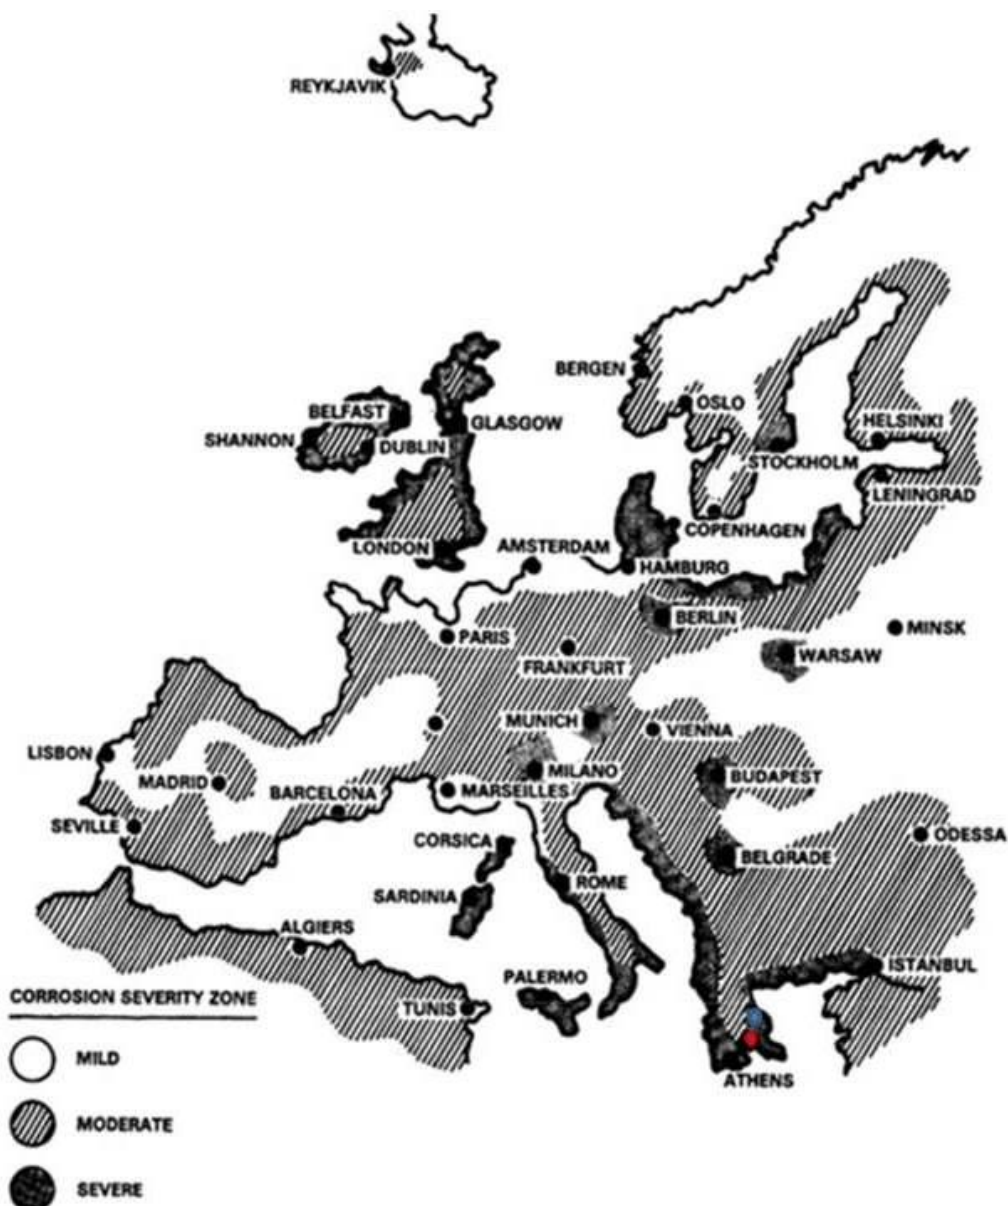 REYKJAVIK
BERGEN
OSLO
BELFAST
GLASGOW
HELSINKI
SHANNON
DUBLIN
STOCKHOLM
LENINGRAD
COPENHAGEN
LONDON
AMSTERDAM
HAMBURG
BERLIN
MINSK
PARIS
WARSAW
FRANKFURT
MUNICH
VIENNA
LISBON
MILANO
BUDAPEST
MADRID
BARCELONA
MARSEILLES
SEVILLE
ODESSA
CORSICA
BELGRADE
ROME
SARDINIA
ALGIERS
ISTANBUL
PALERMO
CORROSION SEVERITY ZONE
TUNIS
MILD
ATHENS
MODERATE
SEVERE